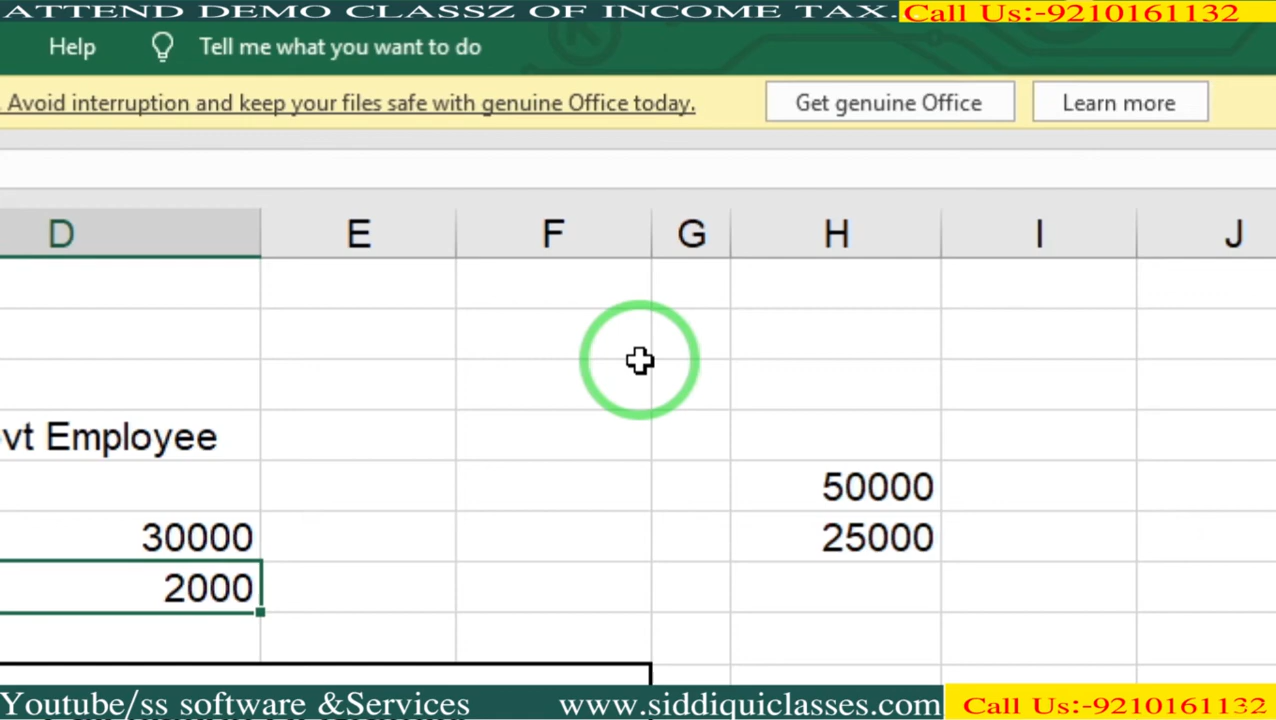 ATTEND DEMO CLASSZ OF INCOME TAX. Call Us:-9210161132
Help Tell me what you want to do
. Avoid interruption and keep your files safe with genuine Office today. Get genuine Office Learn more
D E F G H I J
vt Employee
50000
30000 25000
2000
Youtube/ss software &Services www.siddiquiclasses.com Call Us:-9210161132